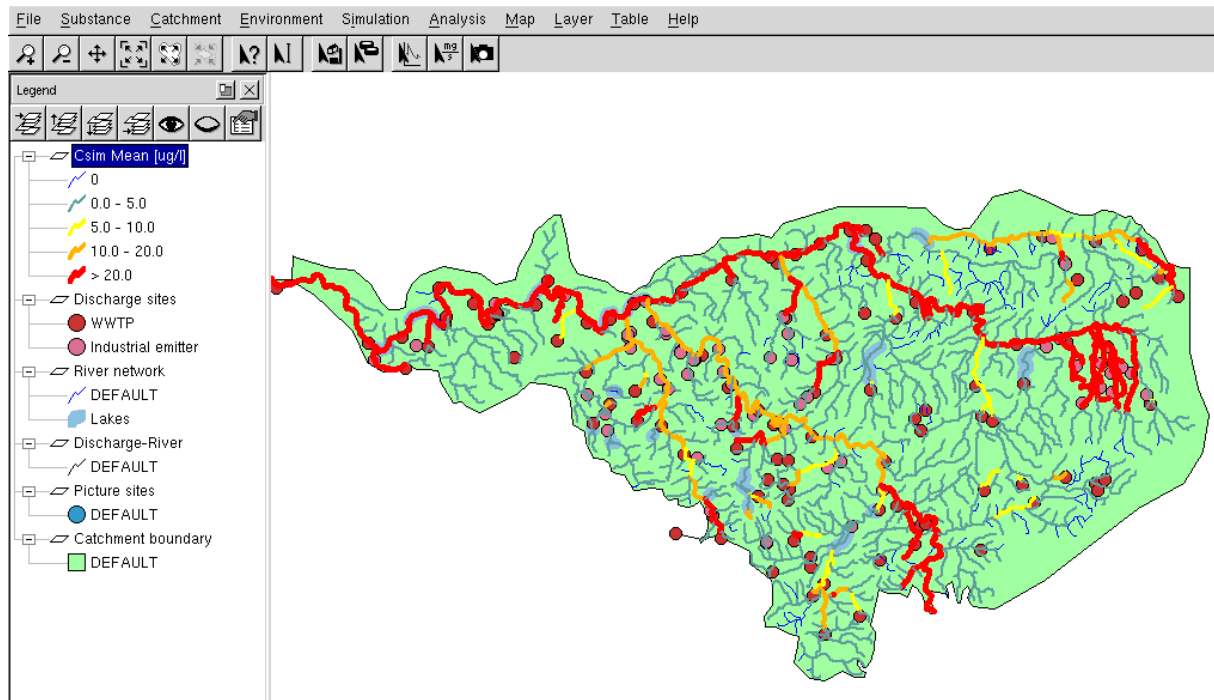 File Substance Catchment Environment Simulation Analysis Map Layer Table Help
mg/s
Legend
Csim Mean [ug/l]
0
0.0 - 5.0
5.0 - 10.0
10.0 - 20.0
> 20.0
Discharge sites
WWTP
Industrial emitter
River network
DEFAULT
Lakes
Discharge-River
DEFAULT
Picture sites
DEFAULT
Catchment boundary
DEFAULT